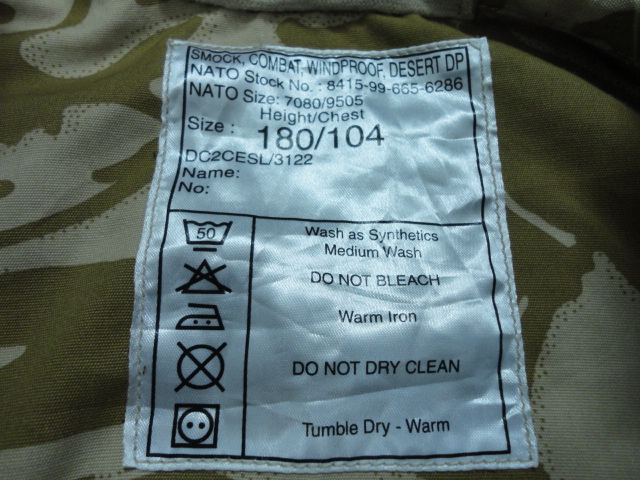 SMOCK, COMBAT, WINDPROOF, DESERT DP
NATO Stock No. : 8415-99-665-6286
NATO Size: 7080/9505
Height/Chest
Size : 180/104
DC2CESL/3122
Name:
No:
50
Wash as Synthetics
Medium Wash
DO NOT BLEACH
Warm Iron
DO NOT DRY CLEAN
Tumble Dry - Warm